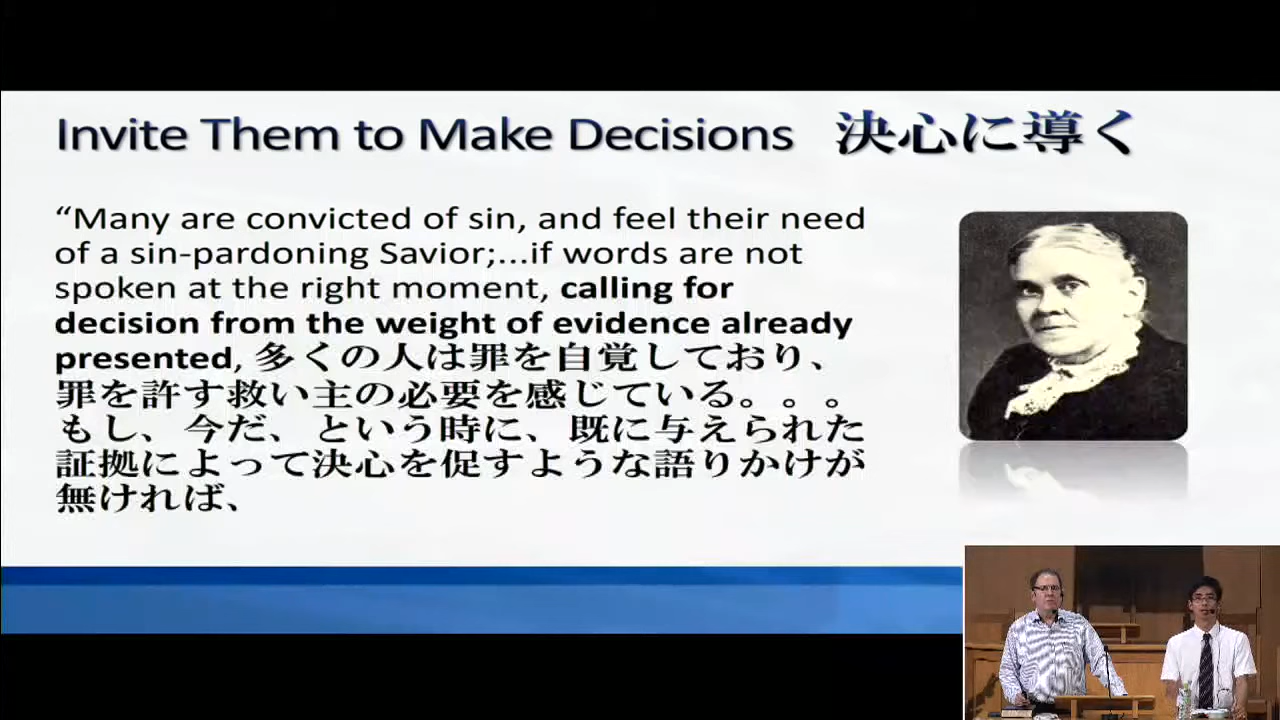 Invite Them to Make Decisions 決心に導く
“Many are convicted of sin, and feel their need
of a sin-pardoning Savior;...if words are not
spoken at the right moment, calling for
decision from the weight of evidence already
presented, 多くの人は罪を自覚しており、
罪を許す救い主の必要を感じている。。。
もし、今だ、という時に、既に与えられた
証拠によって決心を促すような語りかけが
無ければ、